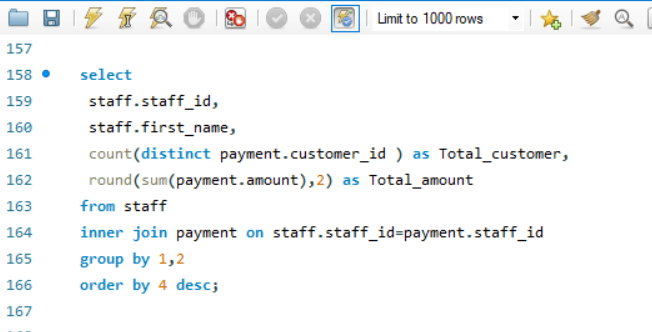 Limit to 1000 rows
157
158 select
159 staff.staff_id,
160 staff.first_name,
161 count(distinct payment.customer_id ) as Total_customer,
162 round(sum(payment.amount),2) as Total_amount
163 from staff
164 inner join payment on staff.staff_id=payment.staff_id
165 group by 1,2
166 order by 4 desc;
167